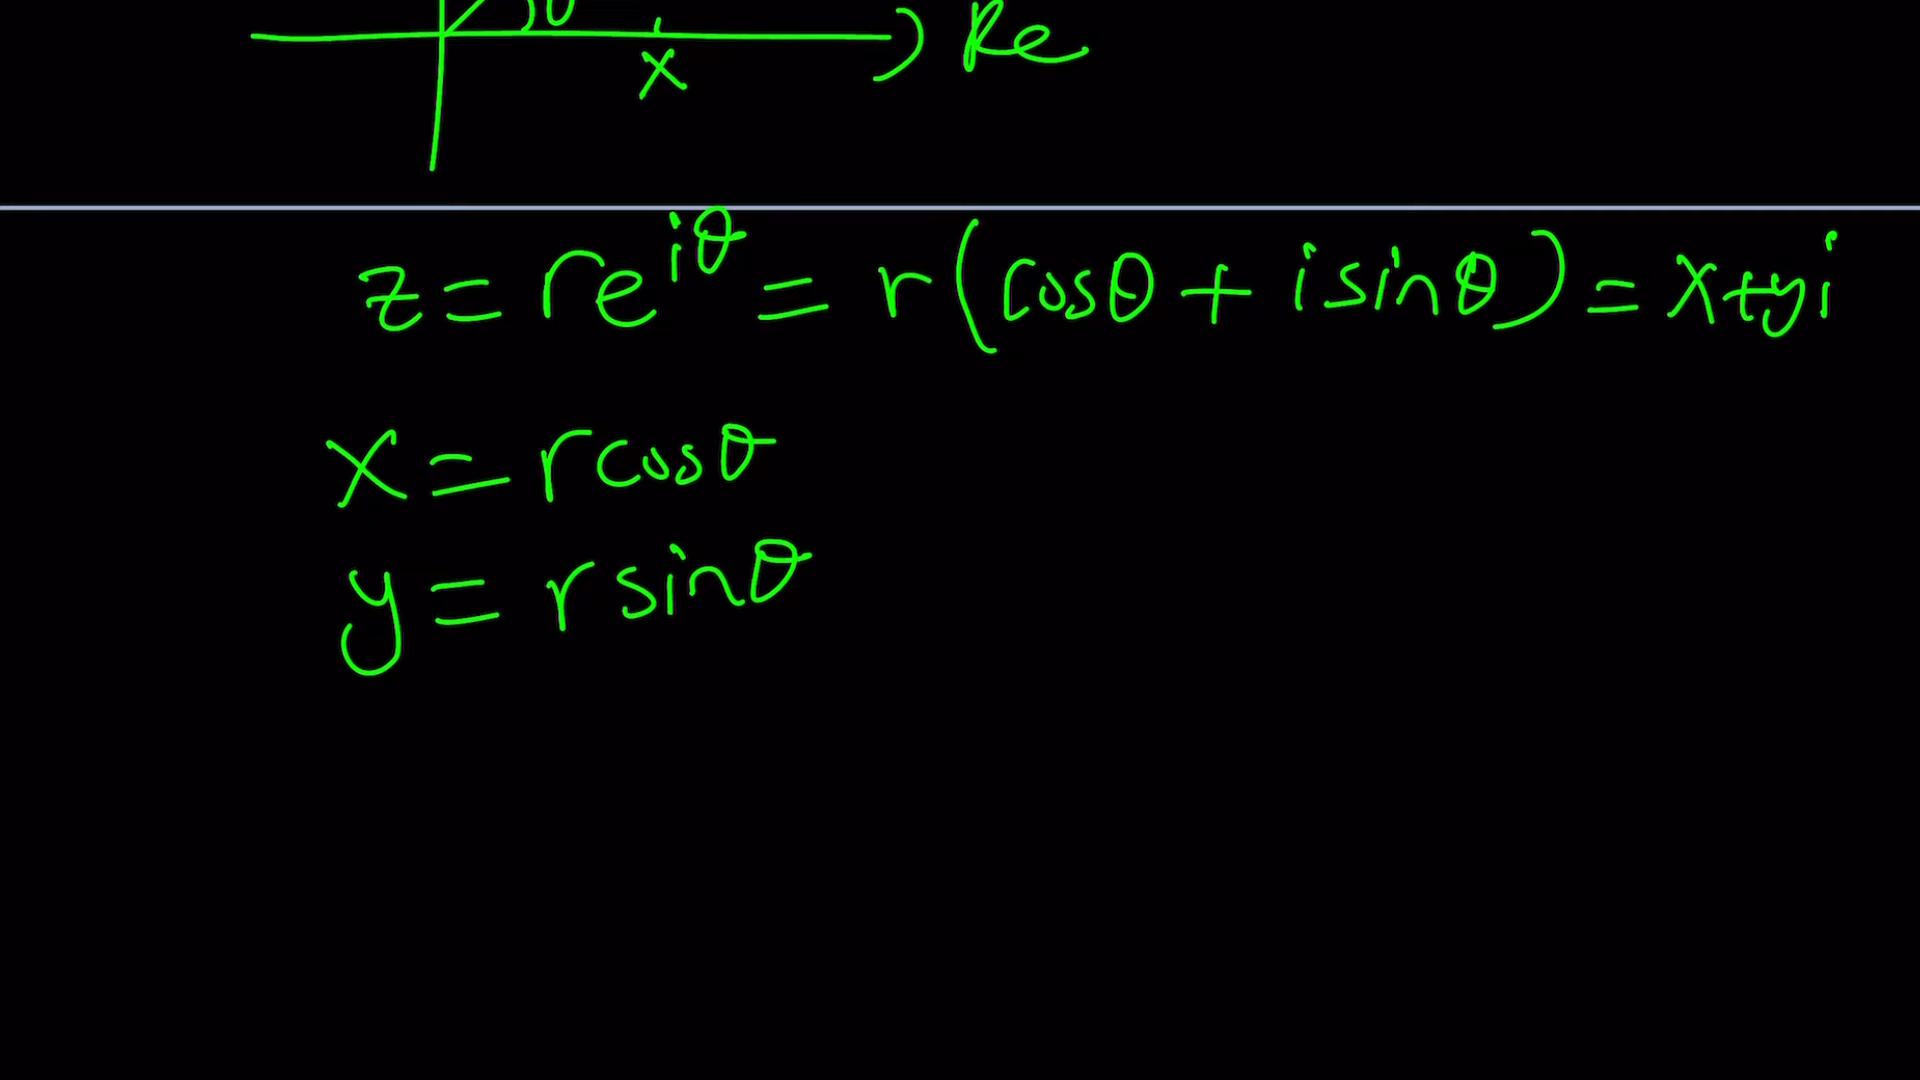 θ
x Re
z = re^{iθ} = r(cosθ + i sinθ) = x+yi
x = r cosθ
y = r sinθ